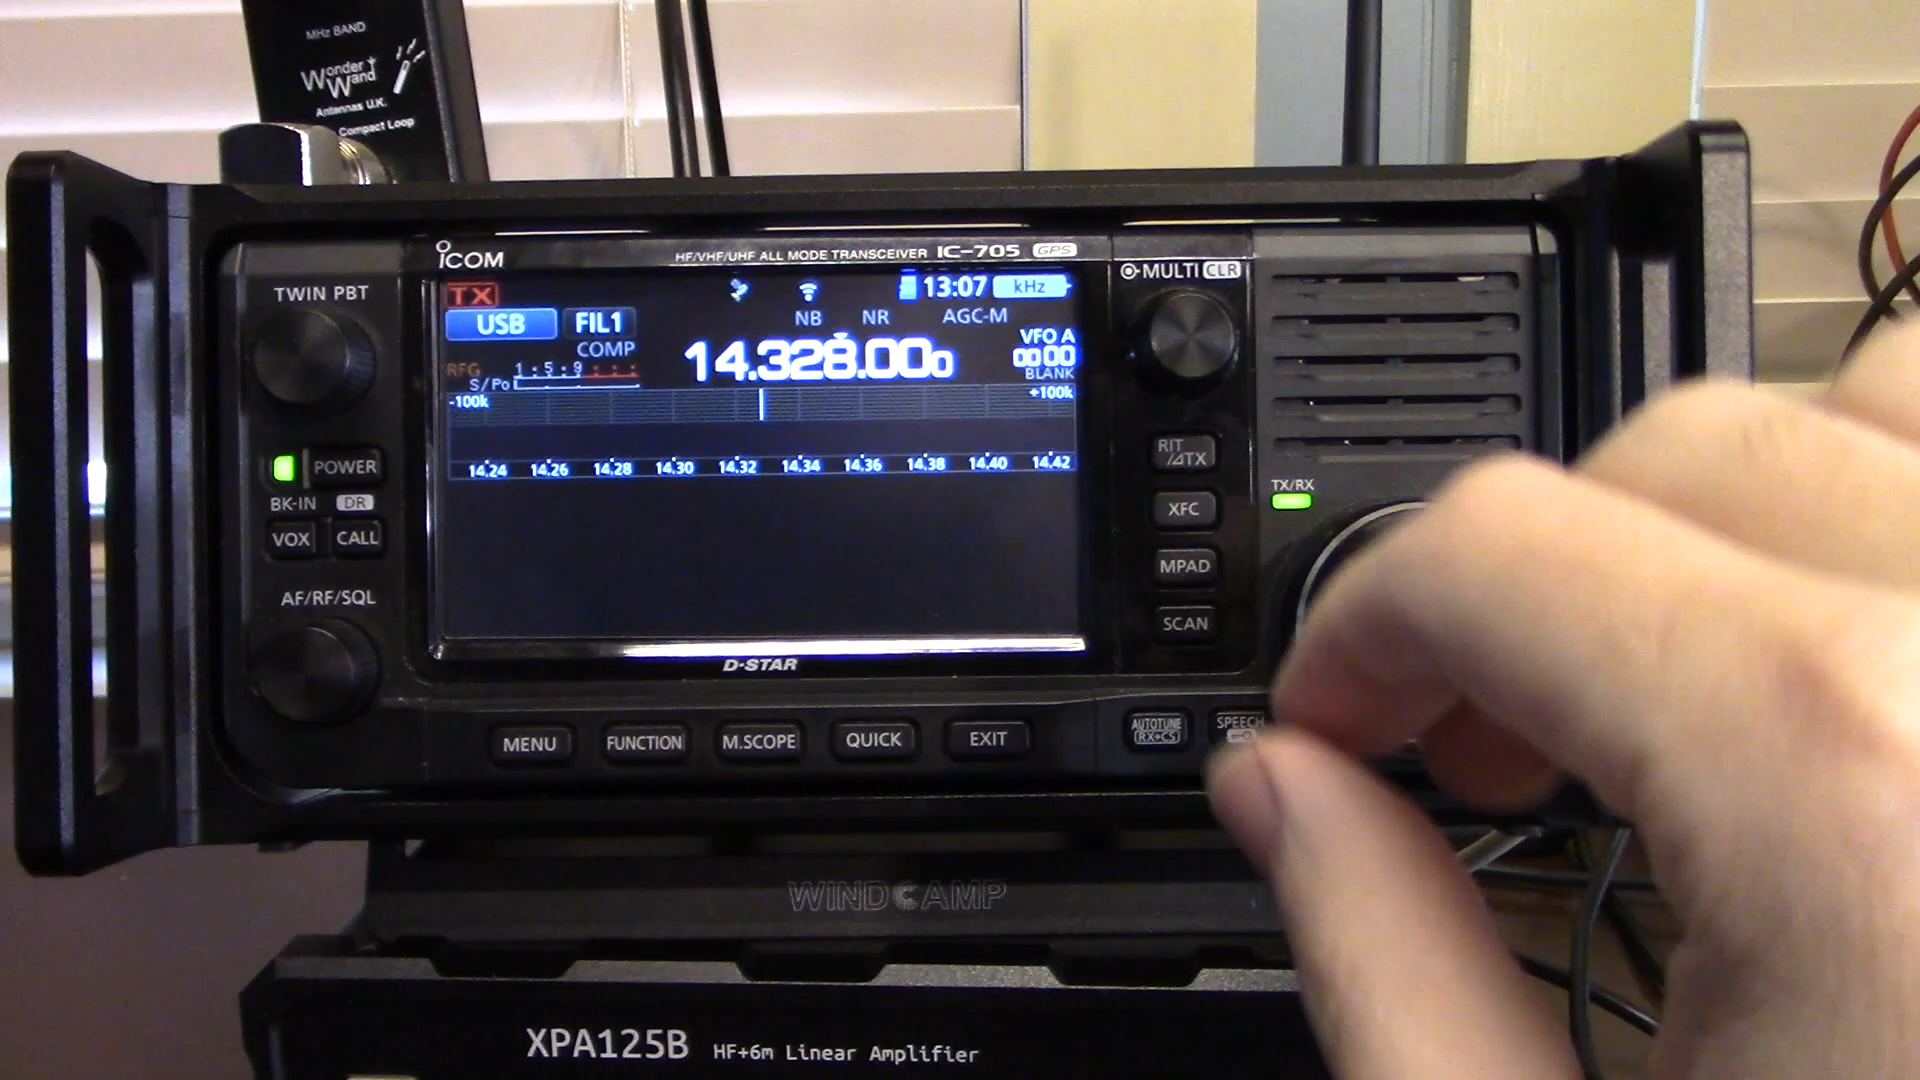 MHz BAND
Wonder
Wand
Antennas U.K.
Compact Loop
ICOM
HF/VHF/UHF ALL MODE TRANSCEIVER IC-705 GPS
TWIN PBT
MULTI CLR
TX
13:07 kHz
USB FIL1
NB NR AGC-M
COMP
14.328.000
VFO A
0000
BLANK
RFG
1:5:9
S/Po
-100k +100k
14.24 14.26 14.28 14.30 14.32 14.34 14.36 14.38 14.40 14.42
POWER
BK-IN DR
VOX CALL
AF/RF/SQL
RIT
/⊿TX
XFC
MPAD
SCAN
TX/RX
D-STAR
MENU FUNCTION M.SCOPE QUICK EXIT
AUTOTUNE
RX→CS
SPEECH
WINDCAMP
XPA125B HF+6m Linear Amplifier